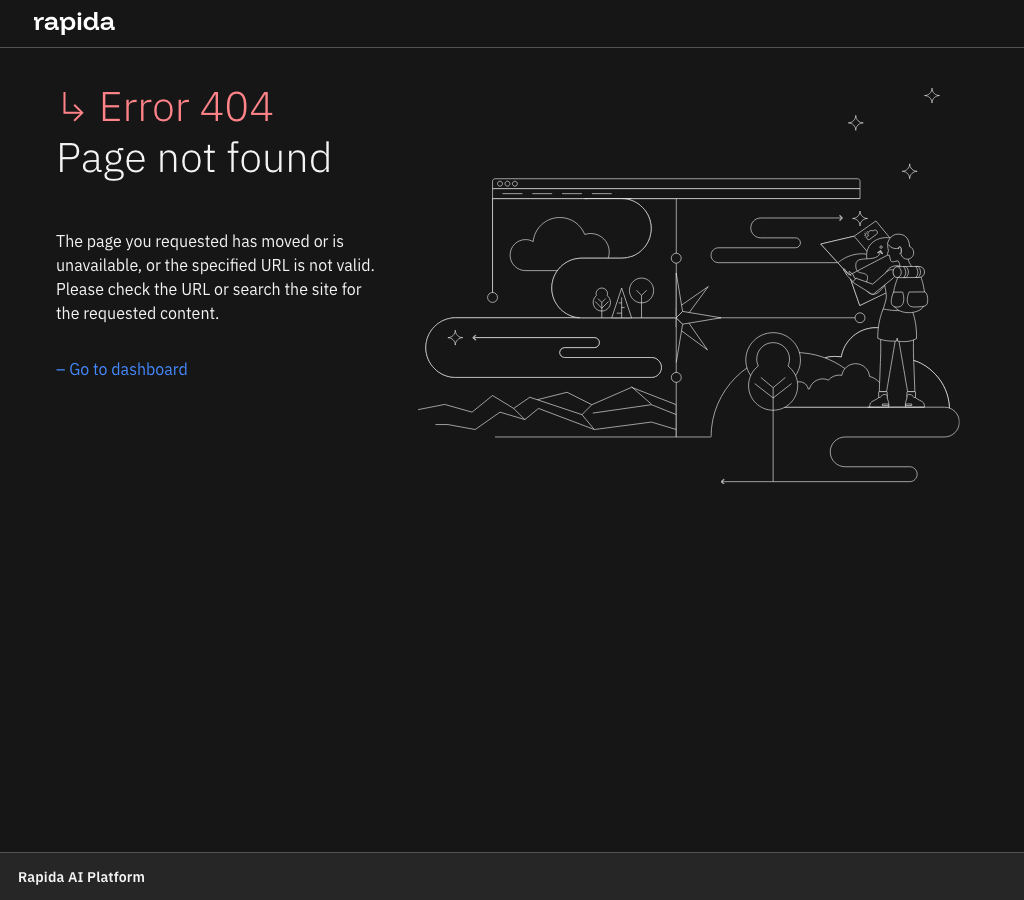 rapida
↳ Error 404
Page not found
The page you requested has moved or is
unavailable, or the specified URL is not valid.
Please check the URL or search the site for
the requested content.
– Go to dashboard
Rapida AI Platform